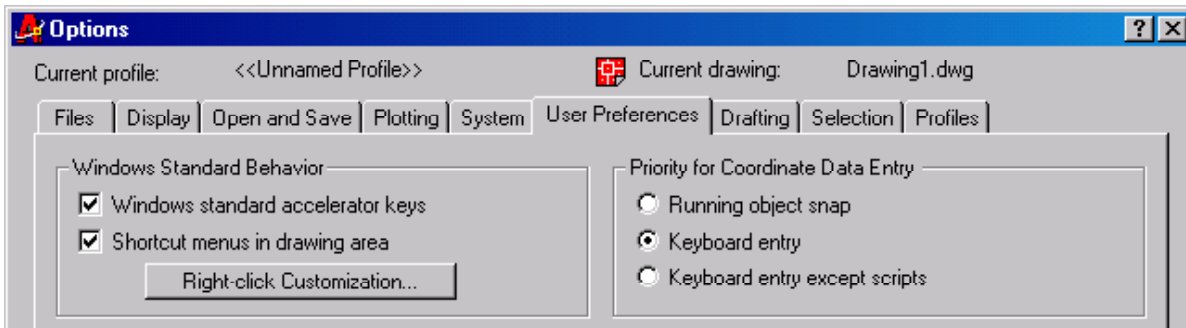 Options
Current profile: <<Unnamed Profile>> Current drawing: Drawing1.dwg
Files Display Open and Save Plotting System User Preferences Drafting Selection Profiles
Windows Standard Behavior
Windows standard accelerator keys
Shortcut menus in drawing area
Right-click Customization...
Priority for Coordinate Data Entry
Running object snap
Keyboard entry
Keyboard entry except scripts